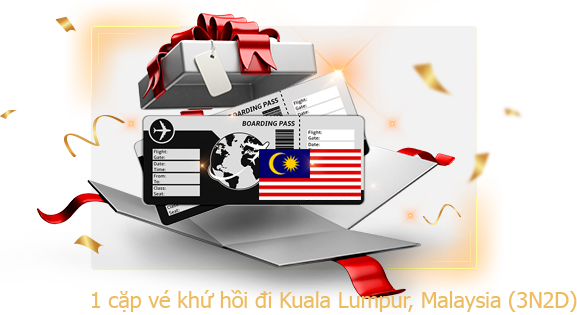 BOARDING PASS
BOARDING PASS
Flight:
Gate:
Date:
Time:
From:
To:
Class:
Seat:
Flight:
Gate:
Date:
1 cặp vé khứ hồi đi Kuala Lumpur, Malaysia (3N2D)